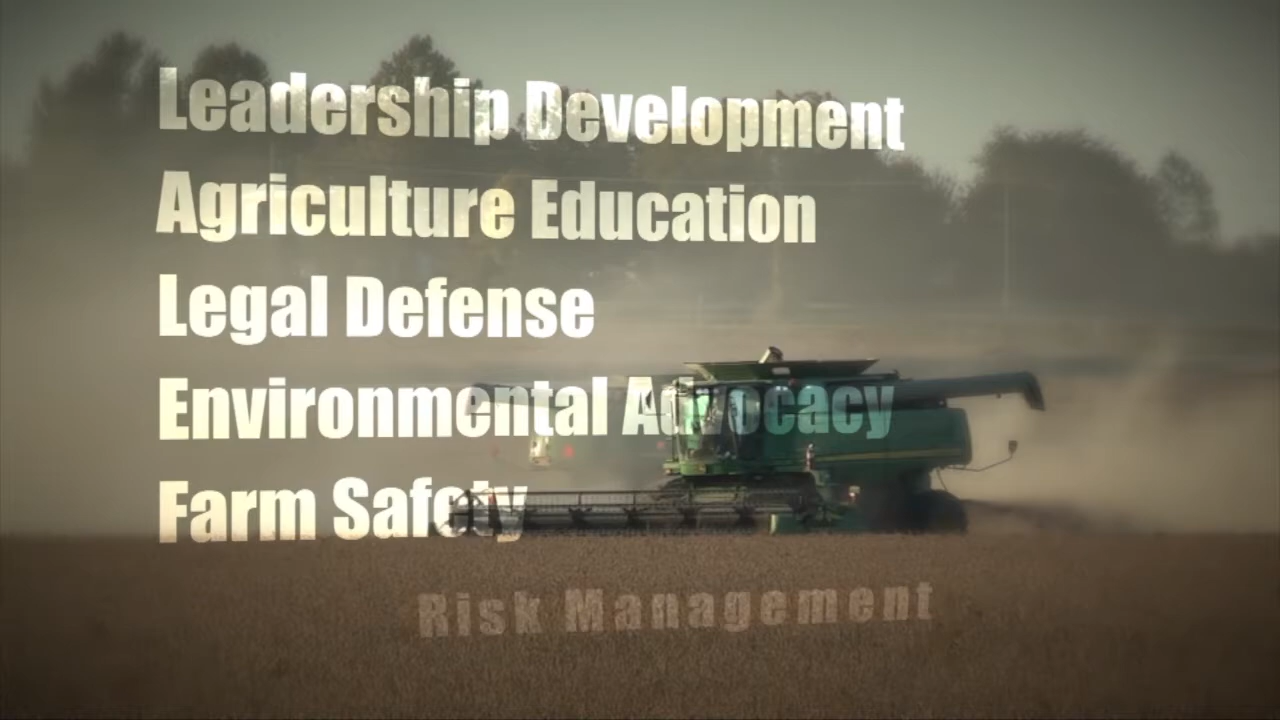 Leadership Development
Agriculture Education
Legal Defense
Environmental Advocacy
Farm Safety
Risk Management